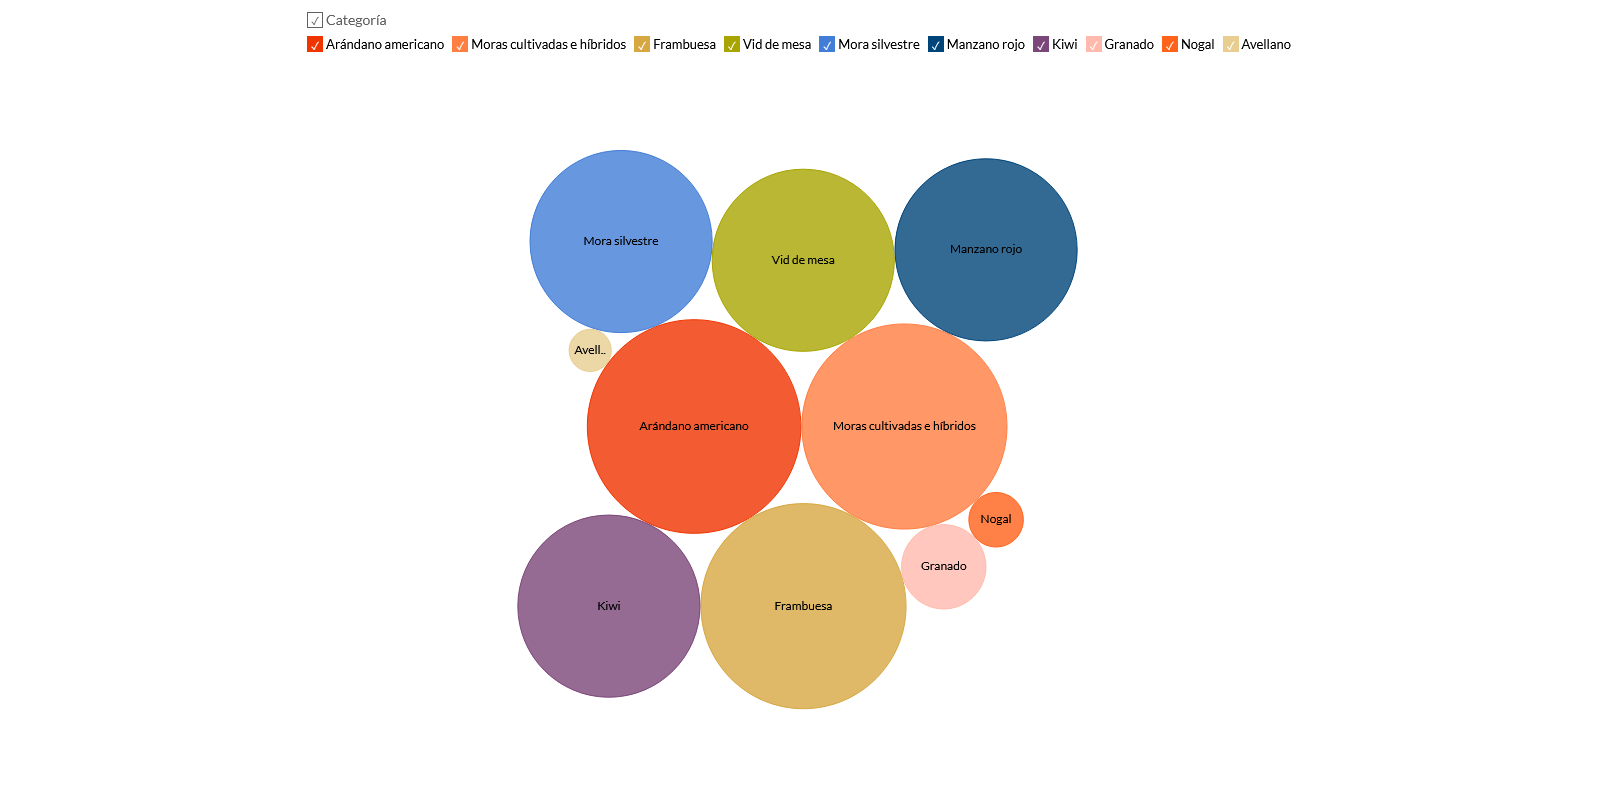 Categoría
Arándano americano Moras cultivadas e híbridos Frambuesa Vid de mesa Mora silvestre Manzano rojo Kiwi Granado Nogal Avellano
Mora silvestre
Vid de mesa
Manzano rojo
Avell..
Arándano americano
Moras cultivadas e híbridos
Nogal
Granado
Kiwi
Frambuesa